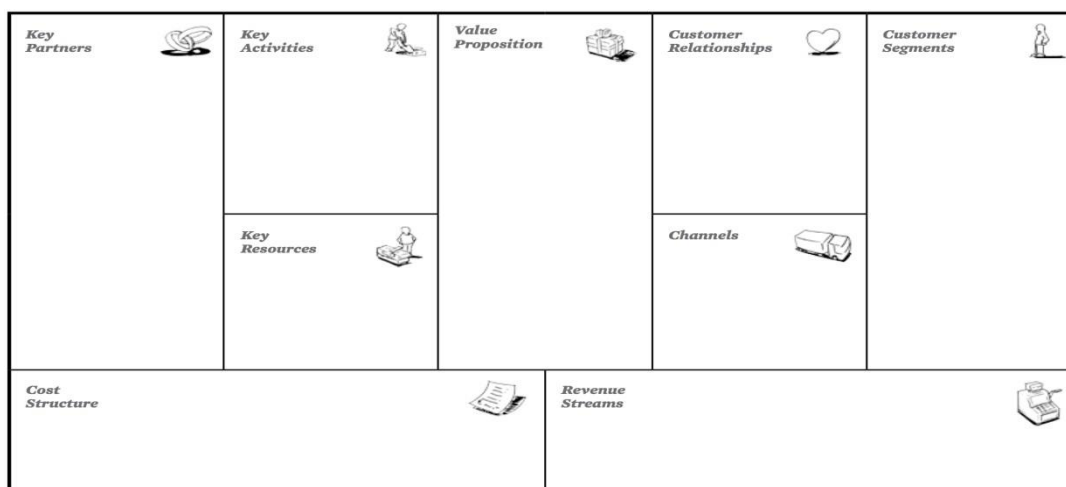 Key
Partners
Key
Activities
Value
Proposition
Customer
Relationships
Customer
Segments
Key
Resources
Channels
Cost
Structure
Revenue
Streams